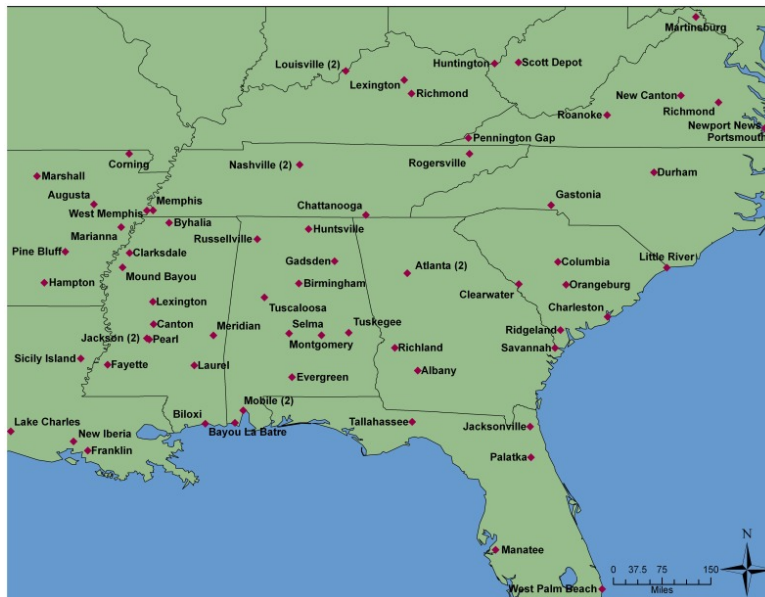 Martinsburg
Louisville (2)
Huntington
Scott Depot
Lexington
Richmond
New Canton
Richmond
Roanoke
Newport News
Portsmouth
Pennington Gap
Corning
Nashville (2)
Rogersville
Marshall
Durham
Augusta
Memphis
West Memphis
Chattanooga
Gastonia
Byhalia
Marianna
Huntsville
Russellville
Pine Bluff
Clarksdale
Gadsden
Atlanta (2)
Columbia
Little River
Mound Bayou
Hampton
Birmingham
Clearwater
Orangeburg
Lexington
Tuscaloosa
Charleston
Canton
Meridian
Selma
Tuskegee
Ridgeland
Jackson (2)
Pearl
Montgomery
Richland
Savannah
Sicily Island
Fayette
Laurel
Albany
Evergreen
Mobile (2)
Biloxi
Tallahassee
Lake Charles
Bayou La Batre
Jacksonville
New Iberia
Franklin
Palatka
N
Manatee
0 37.5 75 150
Miles
West Palm Beach